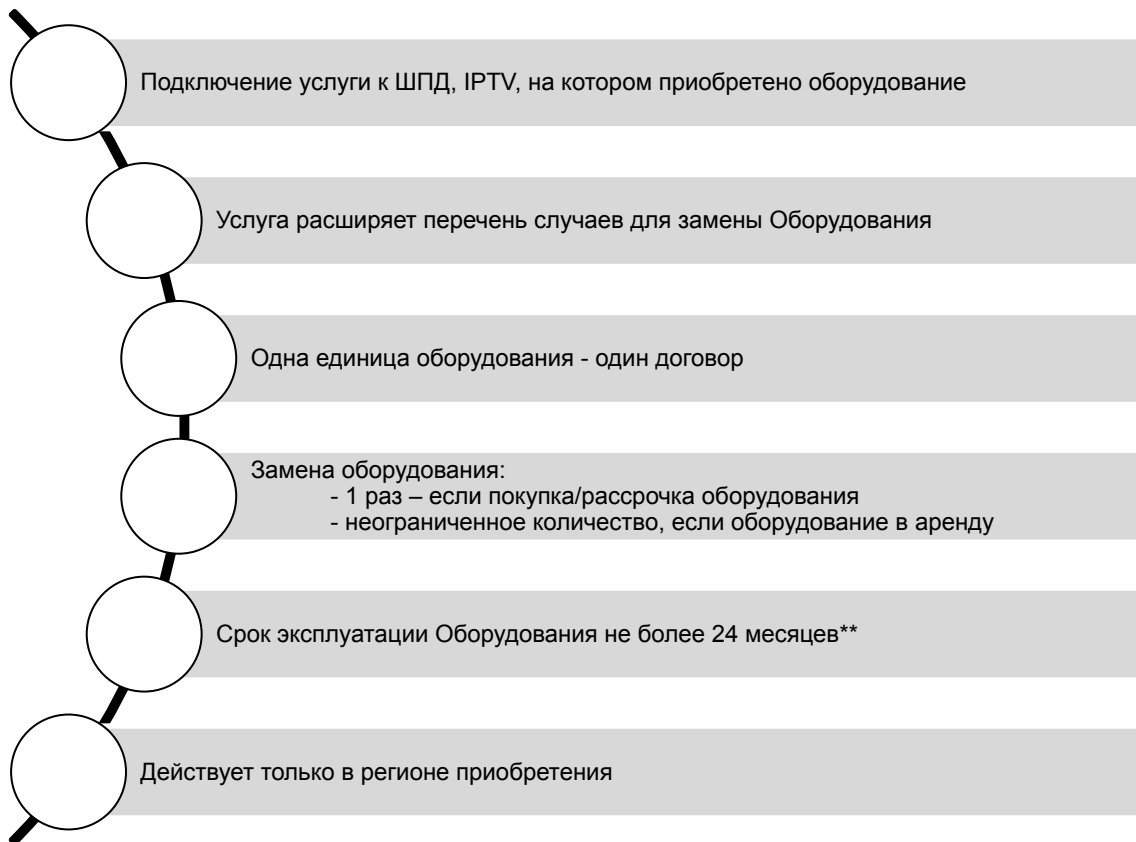 Подключение услуги к ШПД, IPTV, на котором приобретено оборудование
Услуга расширяет перечень случаев для замены Оборудования
Одна единица оборудования - один договор
Замена оборудования:
- 1 раз – если покупка/рассрочка оборудования
- неограниченное количество, если оборудование в аренду
Срок эксплуатации Оборудования не более 24 месяцев**
Действует только в регионе приобретения